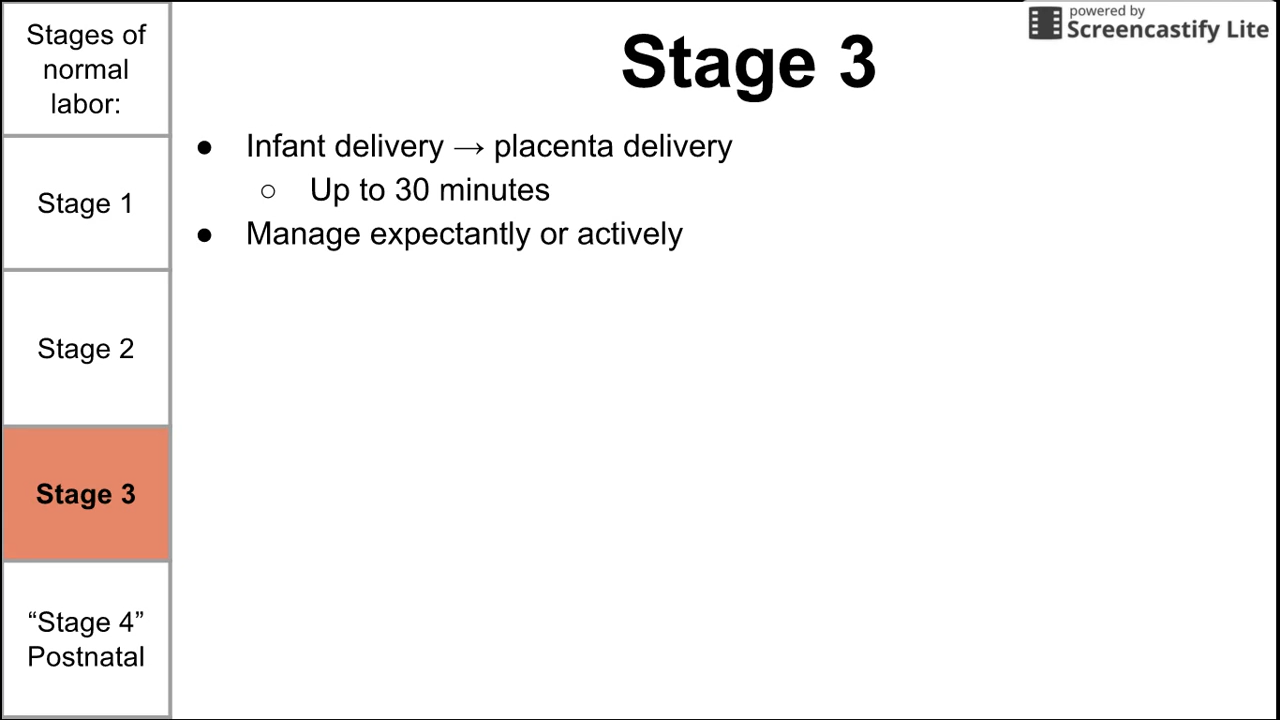 Stages of
normal
labor:
Stage 1
Stage 2
Stage 3
“Stage 4”
Postnatal
powered by
Screencastify Lite
Stage 3
● Infant delivery → placenta delivery
○ Up to 30 minutes
● Manage expectantly or actively